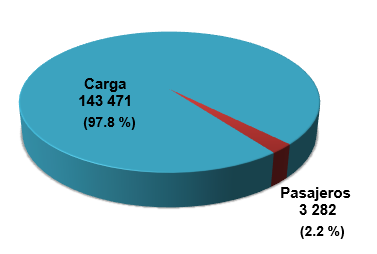 Carga
143 471
(97.8 %)
Pasajeros
3 282
(2.2 %)